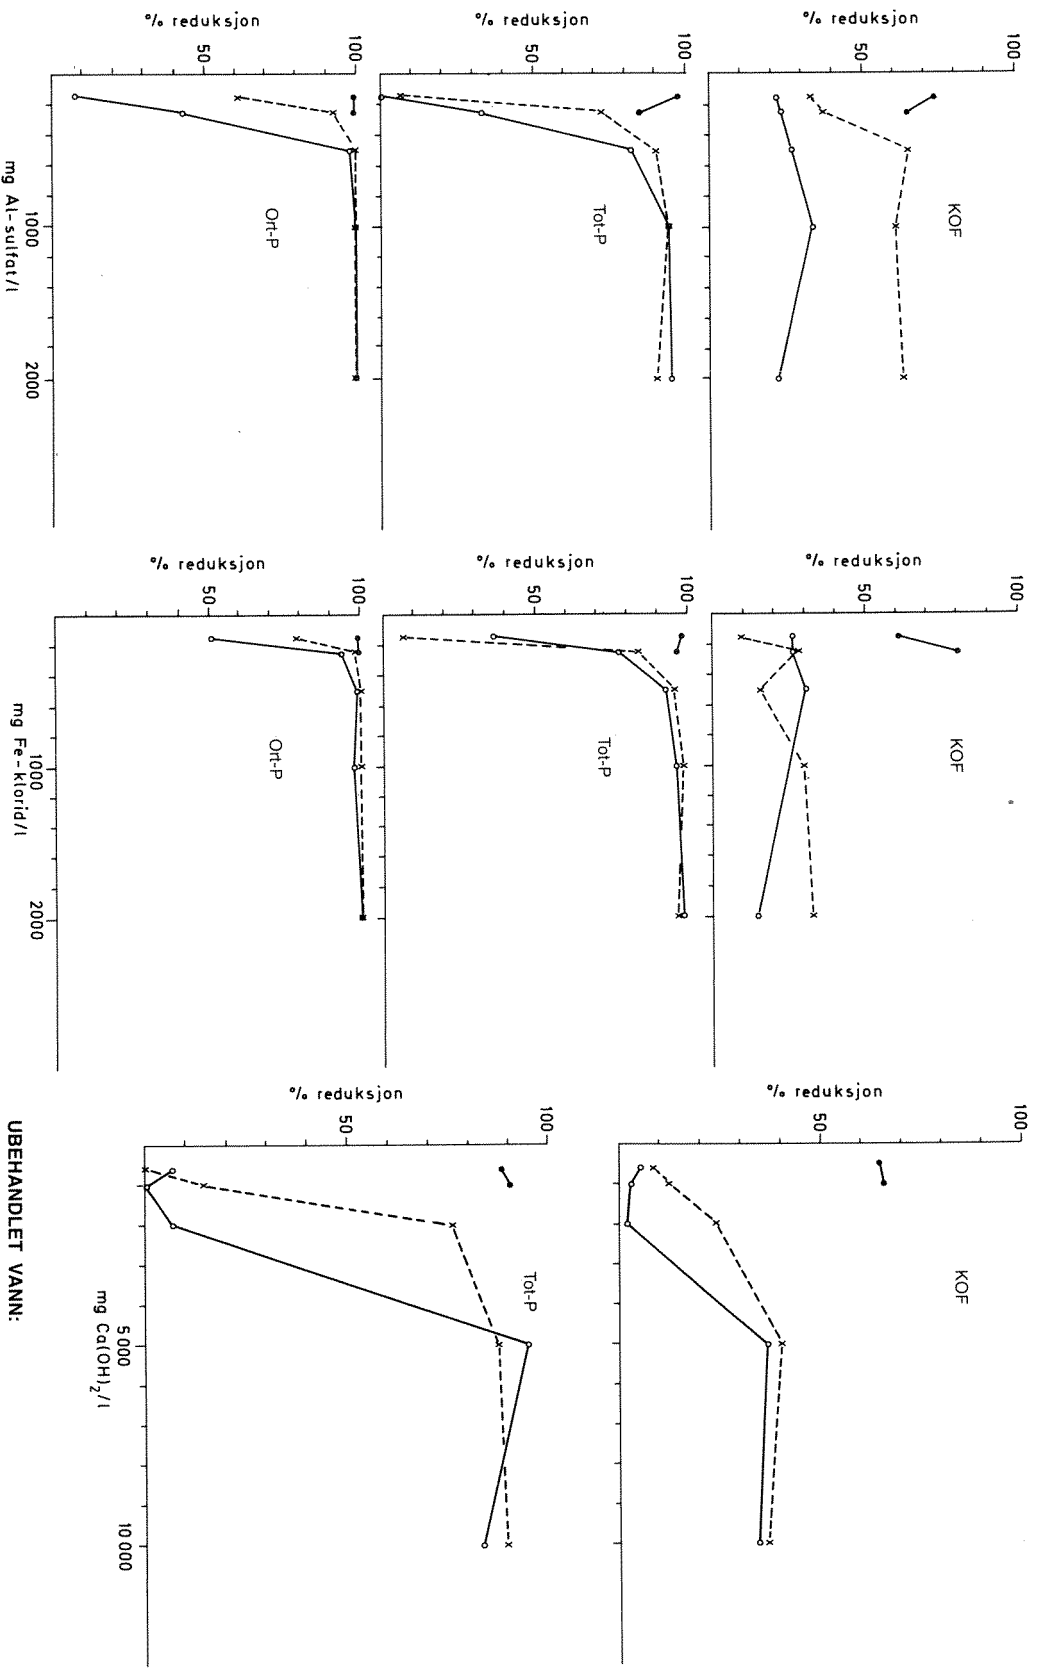 100
50
% reduksjon
KOF
100
50
% reduksjon
Tot-P
100
50
% reduksjon
Ort-P
1000
2000
mg Al-sulfat/l
100
50
% reduksjon
KOF
100
50
% reduksjon
Tot-P
100
50
% reduksjon
Ort-P
1000
2000
mg Fe-klorid/l
100
50
% reduksjon
KOF
100
50
% reduksjon
Tot-P
5000
10 000
mg Ca(OH)₂/l
UBEHANDLET VANN: